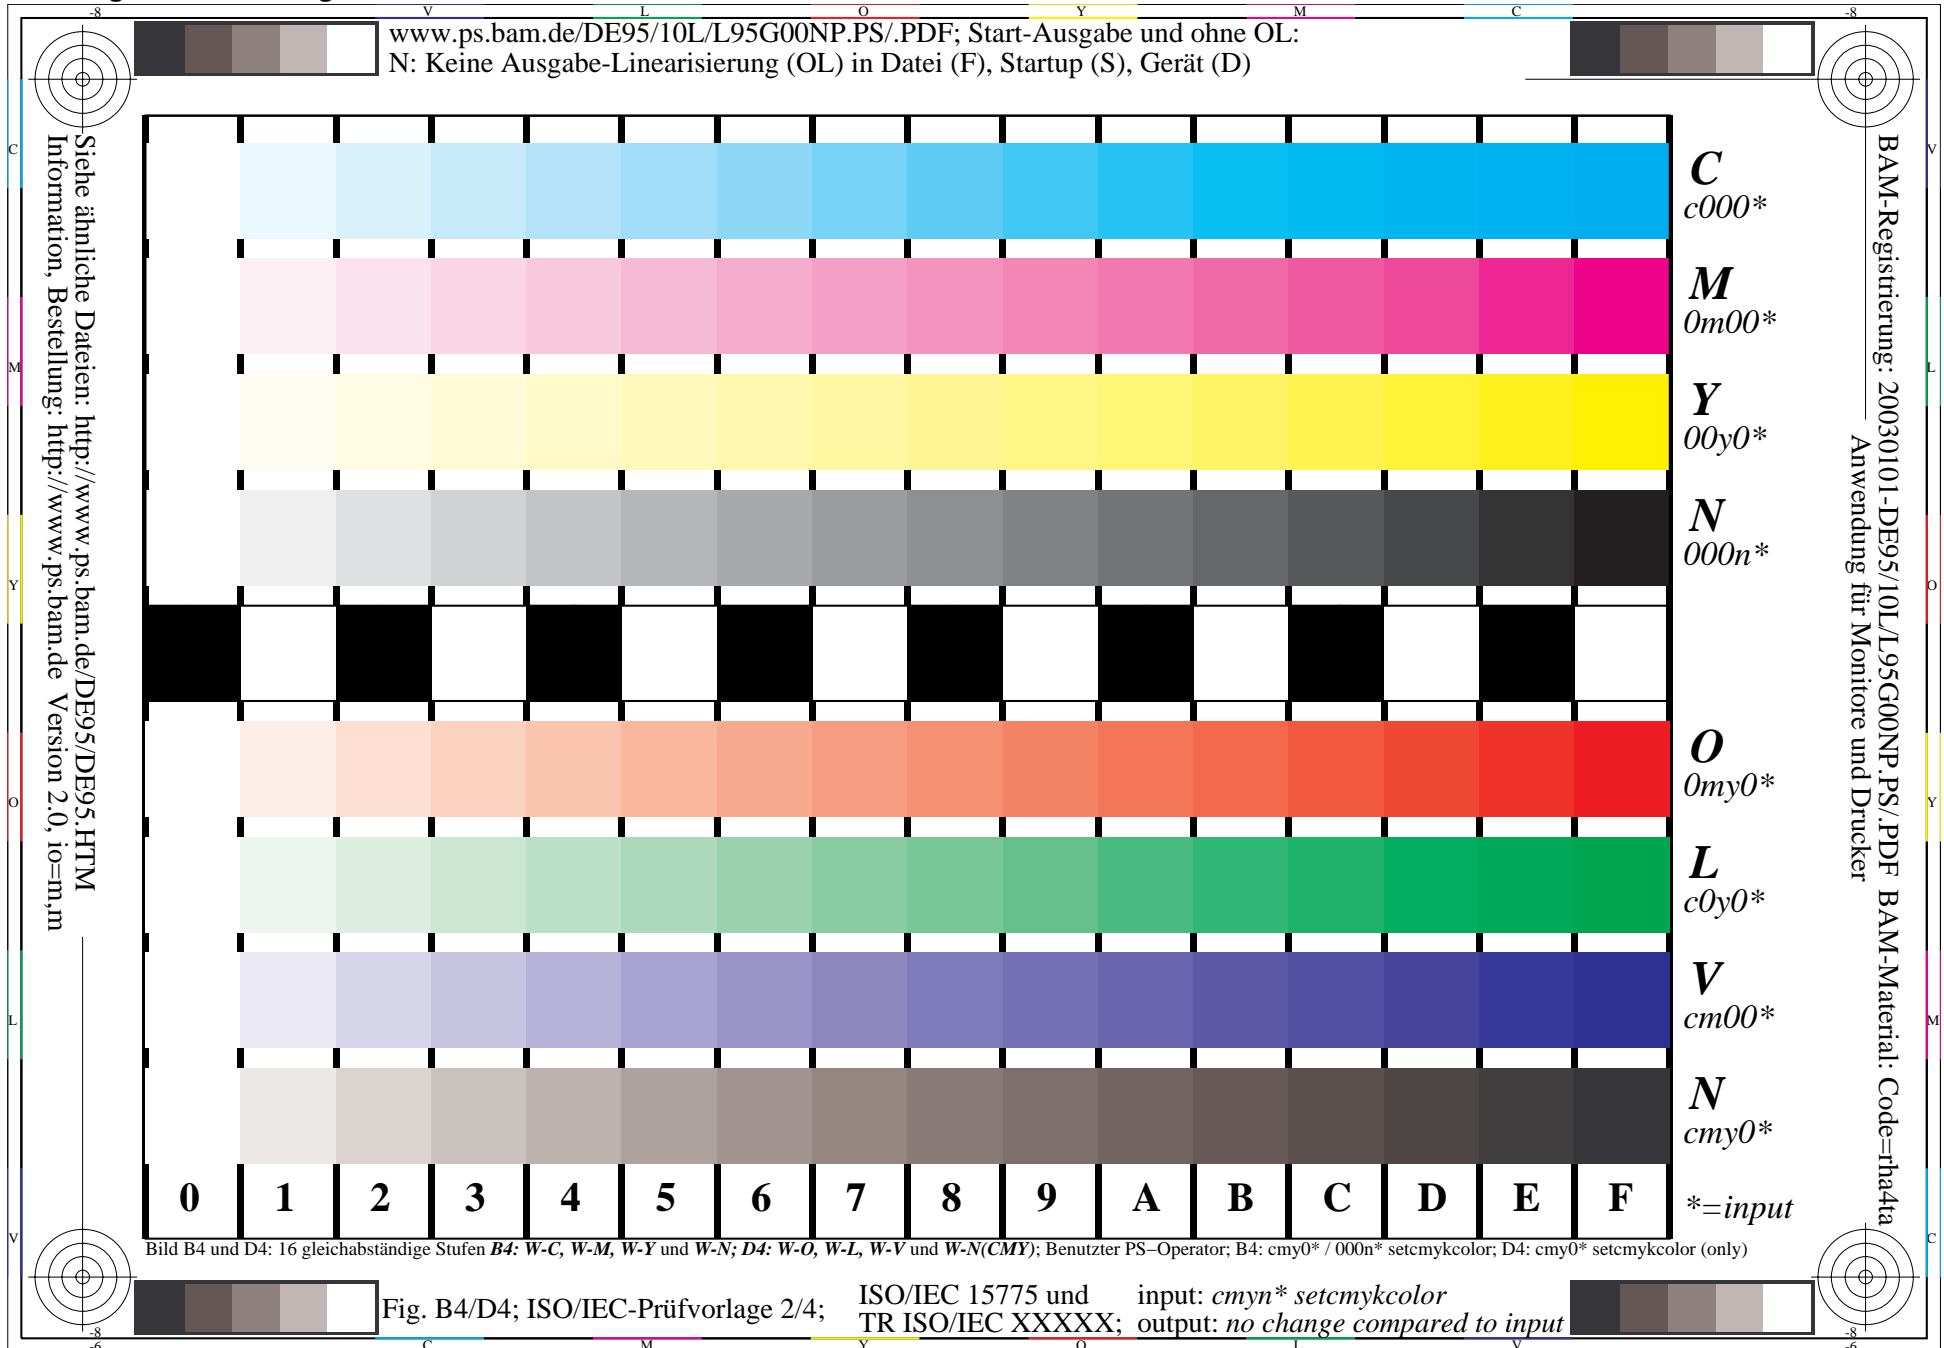 -8 V L O Y M C -8
www.ps.bam.de/DE95/10L/L95G00NP.PS/.PDF; Start-Ausgabe und ohne OL:
N: Keine Ausgabe-Linearisierung (OL) in Datei (F), Startup (S), Gerät (D)
C
M
Y
O
L
V
Siehe ähnliche Dateien: http://www.ps.bam.de/DE95/DE95.HTM
Information, Bestellung: http://www.ps.bam.de Version 2.0, io=m,m
C
c000*
M
0m00*
Y
00y0*
N
000n*
O
0my0*
L
c0y0*
V
cm00*
N
cmy0*
0 1 2 3 4 5 6 7 8 9 A B C D E F
*=input
BAM-Registrierung: 20030101-DE95/10L/L95G00NP.PS/.PDF BAM-Material: Code=rha4ta
Anwendung für Monitore und Drucker
V
L
O
Y
M
C
Bild B4 und D4: 16 gleichabständige Stufen B4: W-C, W-M, W-Y und W-N; D4: W-O, W-L, W-V und W-N(CMY); Benutzter PS–Operator; B4: cmy0* / 000n* setcmykcolor; D4: cmy0* setcmykcolor (only)
Fig. B4/D4; ISO/IEC-Prüfvorlage 2/4;
ISO/IEC 15775 und
TR ISO/IEC XXXXX;
input: cmyn* setcmykcolor
output: no change compared to input
-8 -8
-6 C M Y O L V -6